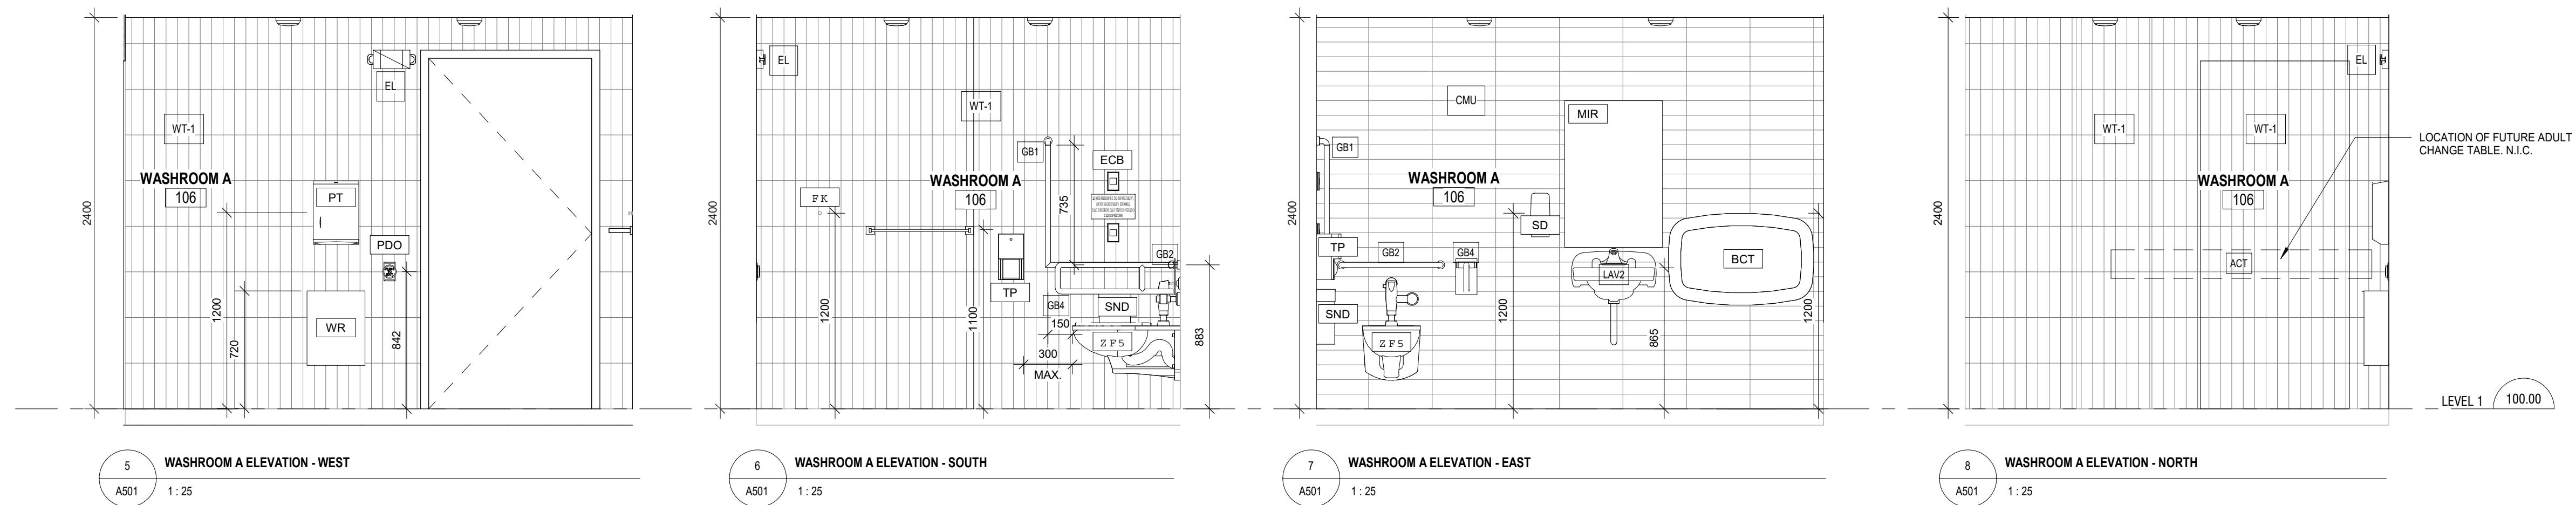 EL
WT-1
WASHROOM A
106
PT
PDO
WR
2400
1200
720
842
5
A501
WASHROOM A ELEVATION - WEST
1 : 25
EL
WT-1
GB1
ECB
WASHROOM A
106
FK
735
GB2
TP
GB4
SND
150
ZF5
300
MAX.
2400
1200
1100
883
6
A501
WASHROOM A ELEVATION - SOUTH
1 : 25
CMU
MIR
GB1
WASHROOM A
106
SD
TP
GB2
GB4
LAV2
BCT
SND
ZF5
2400
1200
865
1200
7
A501
WASHROOM A ELEVATION - EAST
1 : 25
EL
WT-1
WT-1
WASHROOM A
106
ACT
2400
LOCATION OF FUTURE ADULT
CHANGE TABLE. N.I.C.
LEVEL 1
100.00
8
A501
WASHROOM A ELEVATION - NORTH
1 : 25